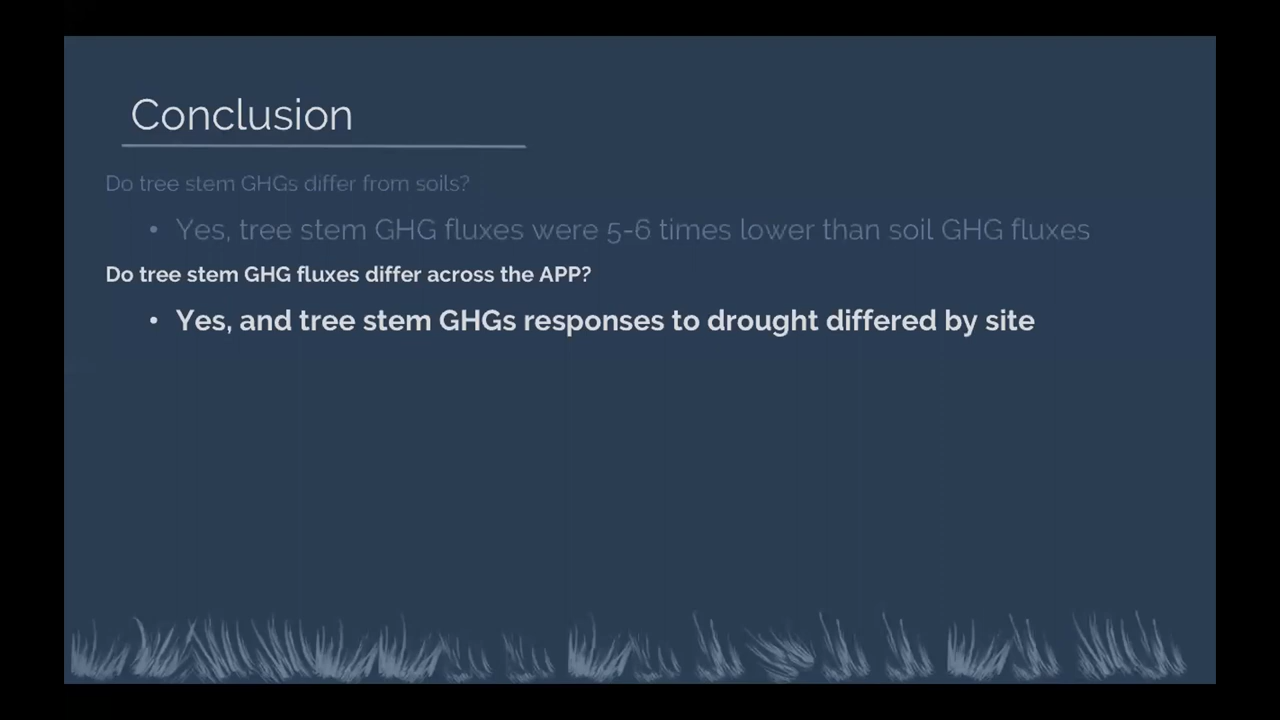 Conclusion
Do tree stem GHGs differ from soils?
• Yes, tree stem GHG fluxes were 5-6 times lower than soil GHG fluxes
Do tree stem GHG fluxes differ across the APP?
• Yes, and tree stem GHGs responses to drought differed by site